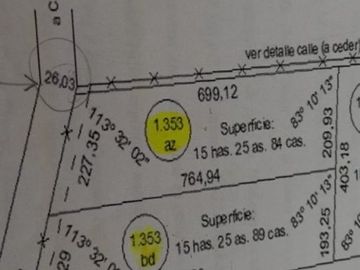 a C
ver detalle calle (a ceder)
26,03
699,12
113° 32' 02"
1.353
az
Superficie:
15 has. 25 as. 84 cas.
83° 10' 13"
227,35
209,93
764,94
403,18
1.353
bd
Superficie:
15 has. 25 as. 89 cas.
83° 10' 13"
113° 32' 02"
193,25
29